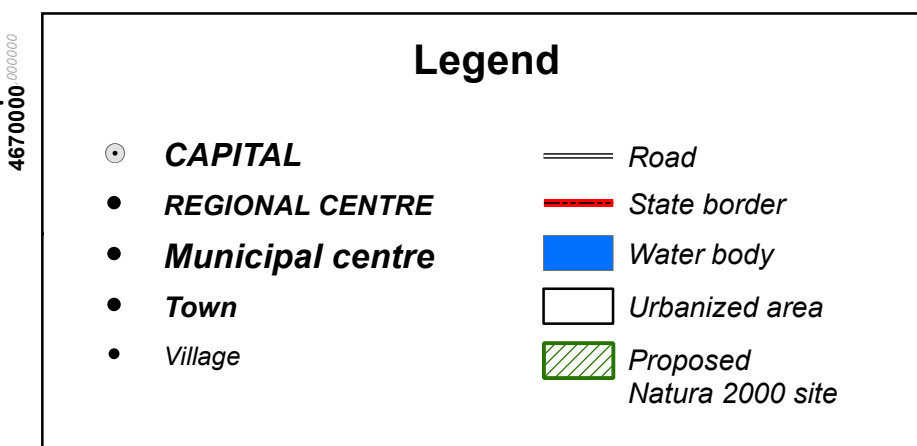 4670000.000000
Legend
CAPITAL
REGIONAL CENTRE
Municipal centre
Town
Village
Road
State border
Water body
Urbanized area
Proposed
Natura 2000 site